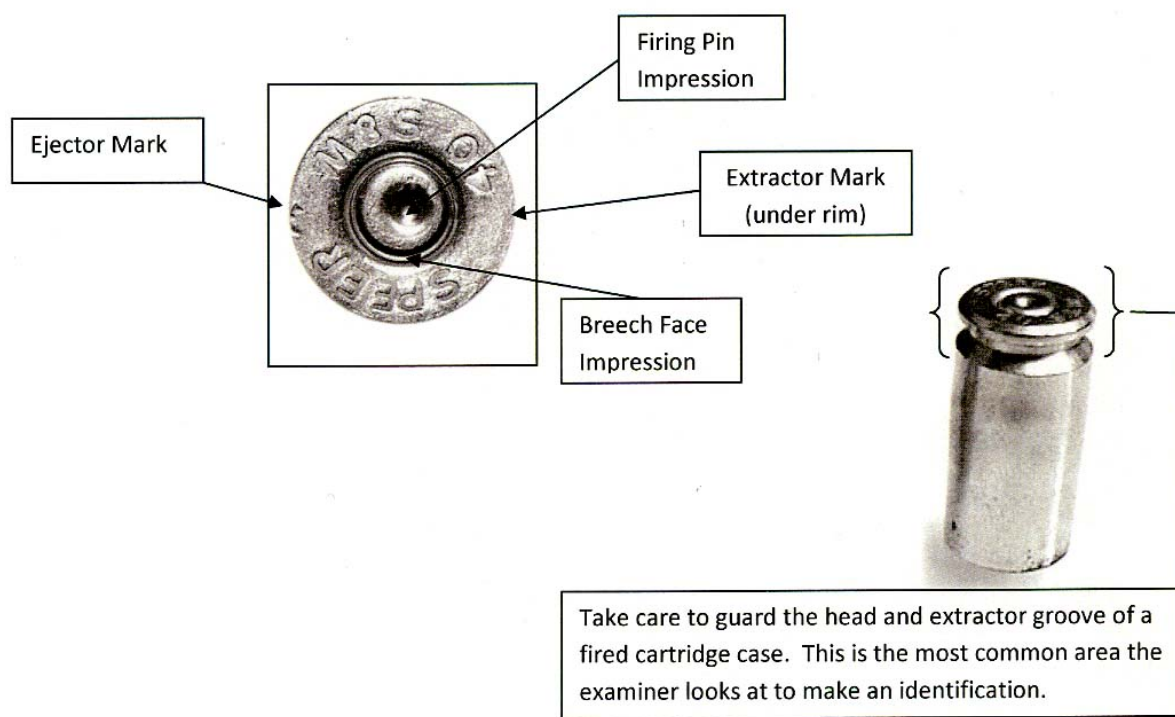 Firing Pin
Impression
Ejector Mark
Extractor Mark
(under rim)
40 S&W
SPEER
Breech Face
Impression
Take care to guard the head and extractor groove of a
fired cartridge case. This is the most common area the
examiner looks at to make an identification.